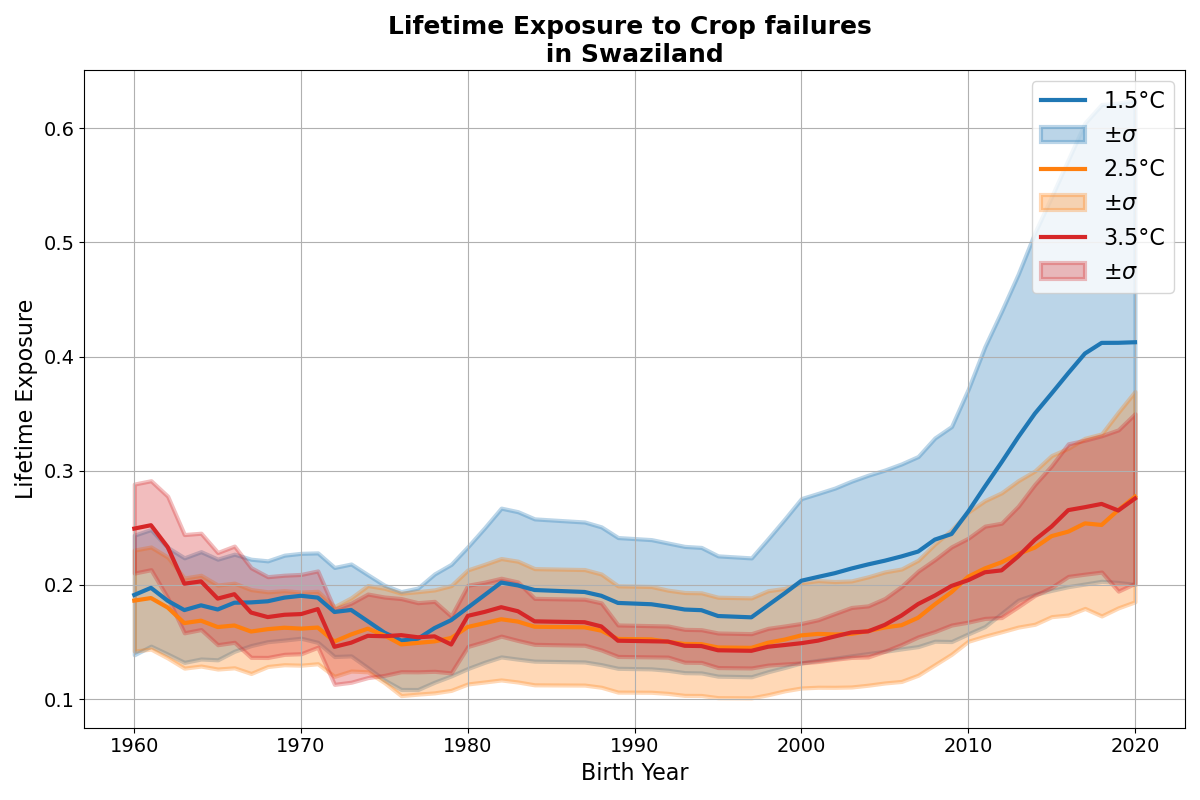 Lifetime Exposure to Crop failures
in Swaziland
1.5°C
±σ
2.5°C
±σ
3.5°C
±σ
Lifetime Exposure
0.6
0.5
0.4
0.3
0.2
0.1
1960 1970 1980 1990 2000 2010 2020
Birth Year